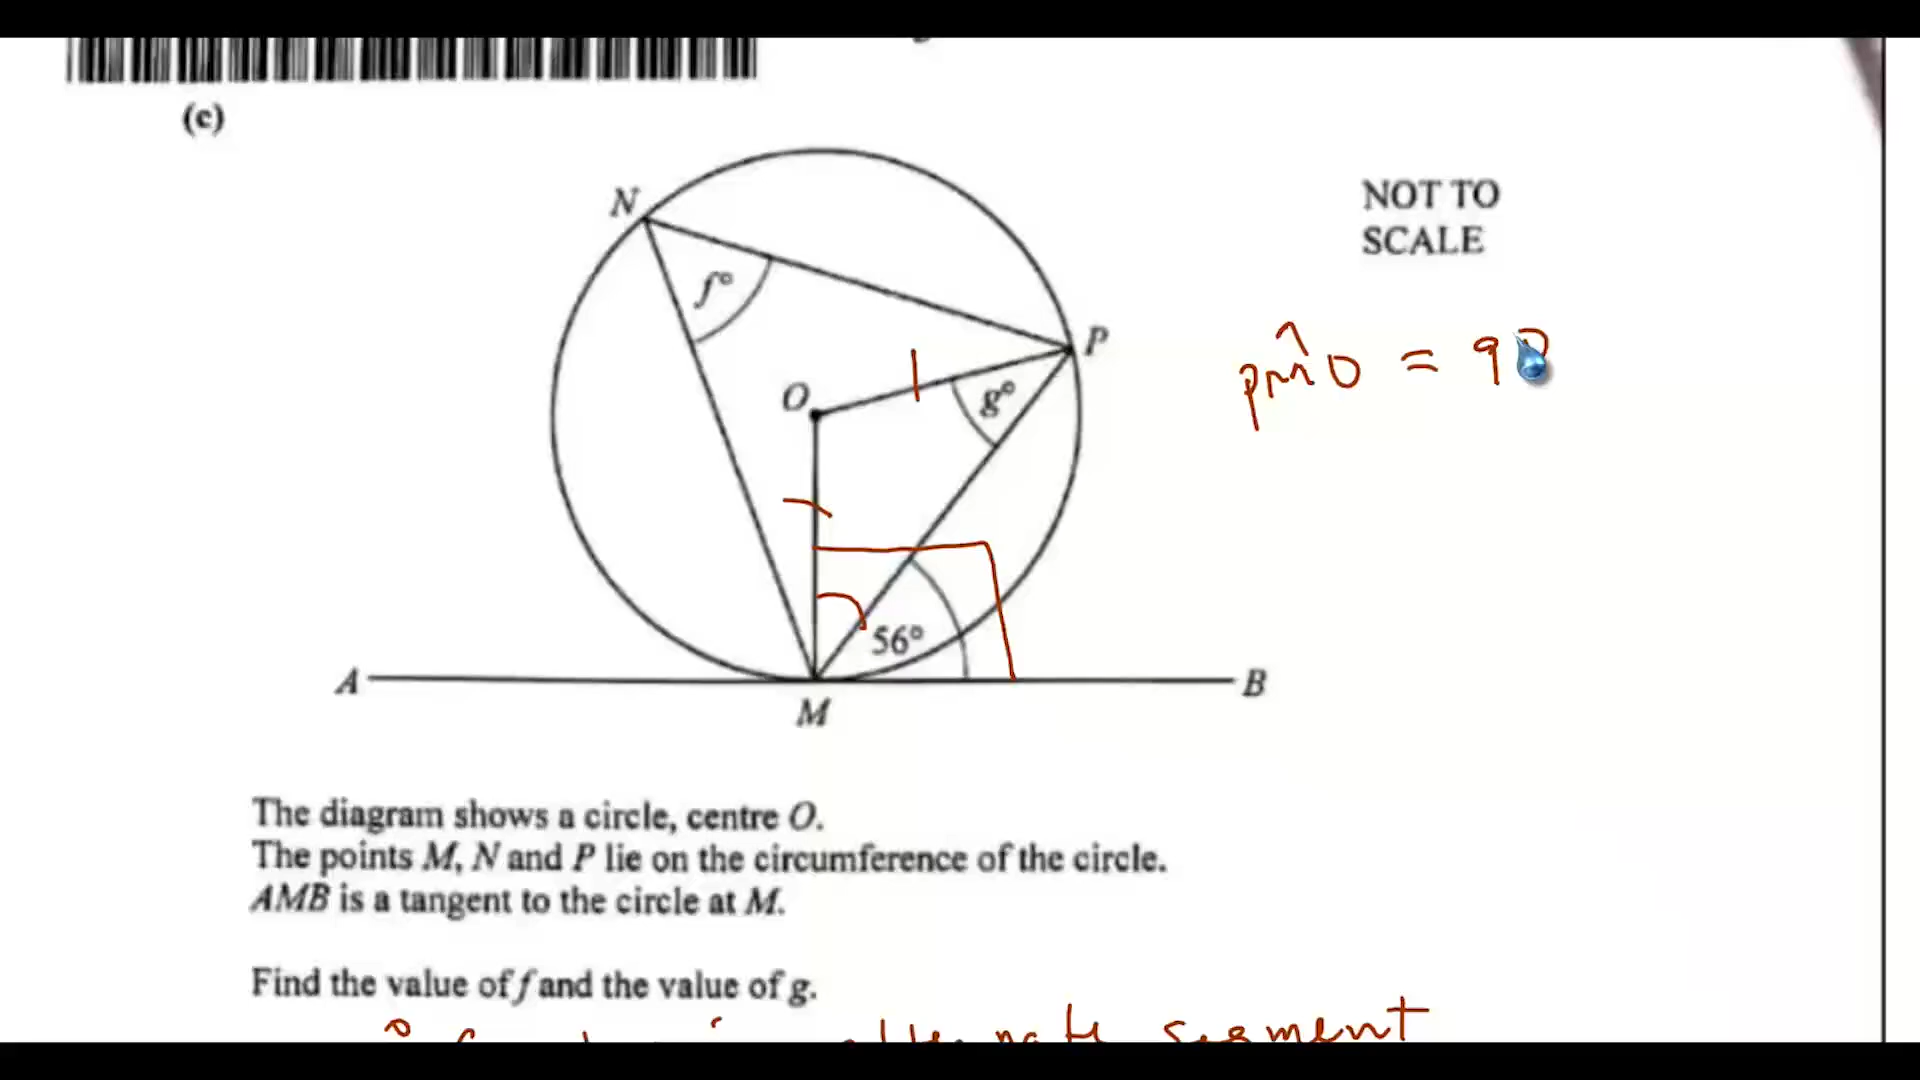 (c)
N
NOT TO
SCALE
f°
P
PM̂O = 90
O
g°
56°
A
B
M
The diagram shows a circle, centre O.
The points M, N and P lie on the circumference of the circle.
AMB is a tangent to the circle at M.
Find the value of f and the value of g.
alternate segment